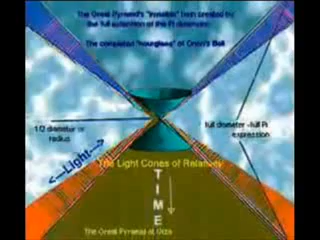 The Great Pyramid's "invisible" twin created by
the full extention of the Pi dimension
The completed "hourglass" of Orion's Belt
1/2 diameter or
radius
full diameter -full Pi
expression
Light
The Light Cones of Relativity
TIME
The Great Pyramid at Giza